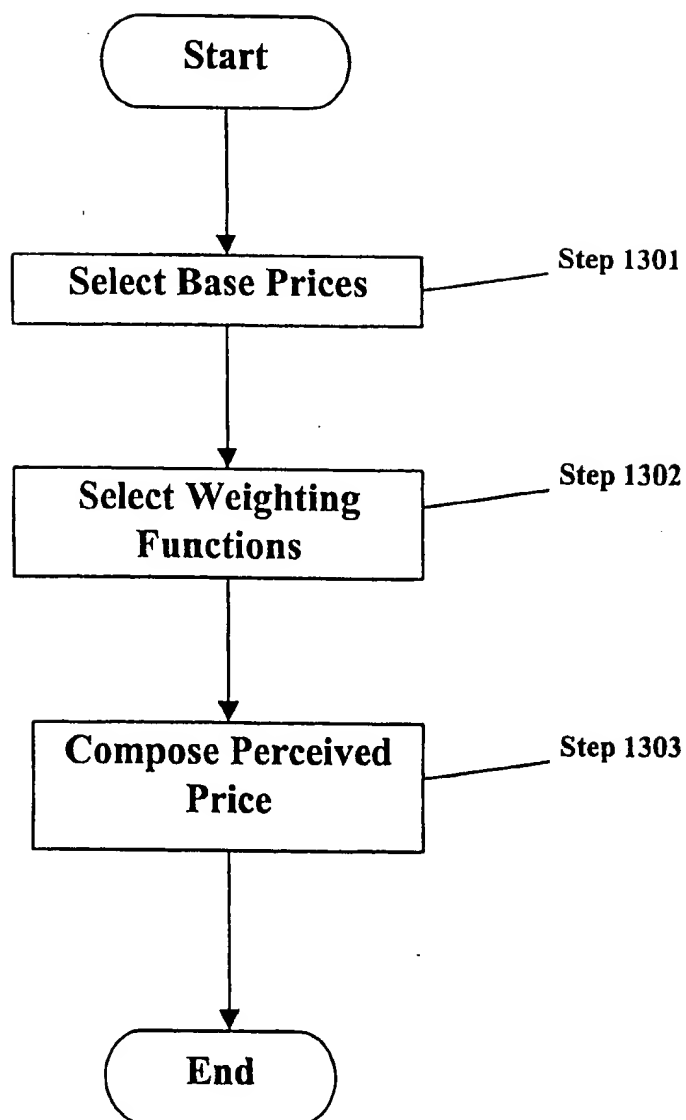 Start
Select Base Prices
Step 1301
Select Weighting
Functions
Step 1302
Compose Perceived
Price
Step 1303
End